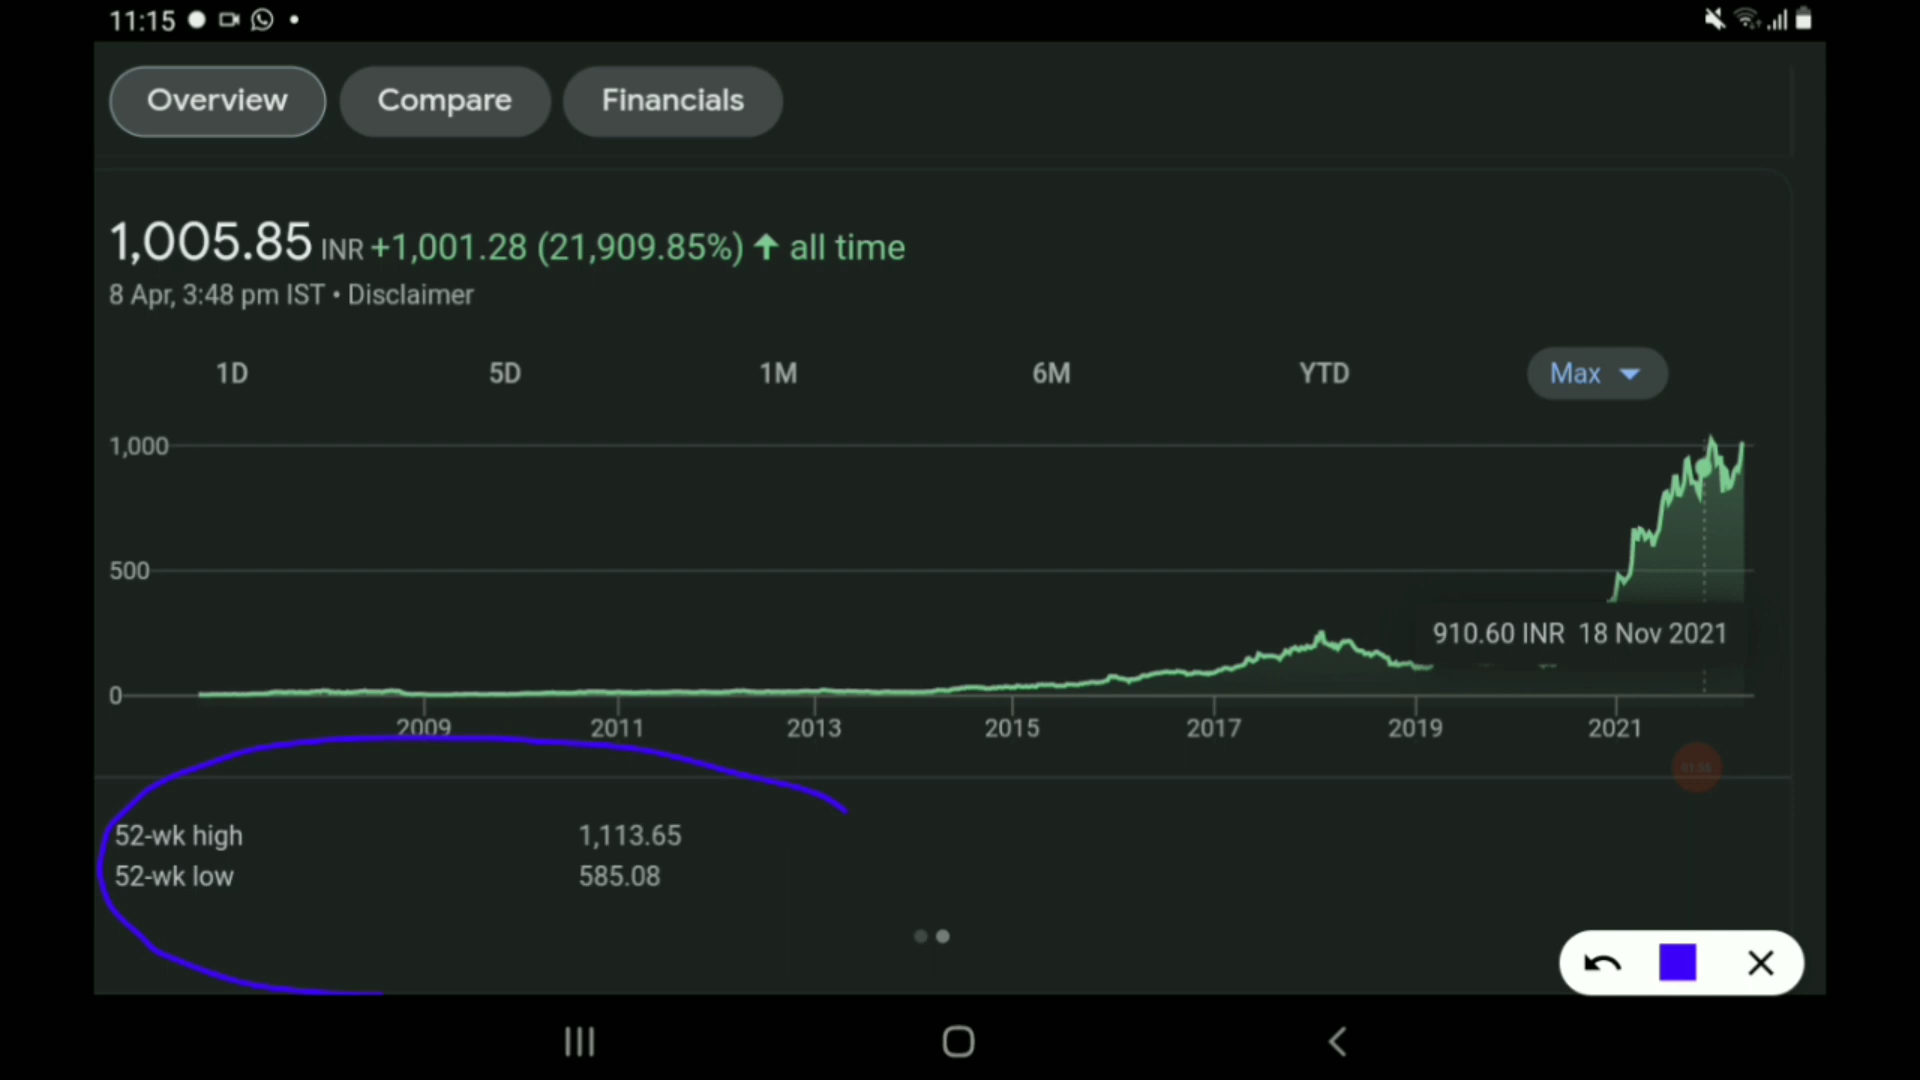 11:15
Overview Compare Financials
1,005.85 INR +1,001.28 (21,909.85%) ↑ all time
8 Apr, 3:48 pm IST • Disclaimer
1D 5D 1M 6M YTD Max
1,000
500
910.60 INR 18 Nov 2021
0
2009 2011 2013 2015 2017 2019 2021
52-wk high 1,113.65
52-wk low 585.08